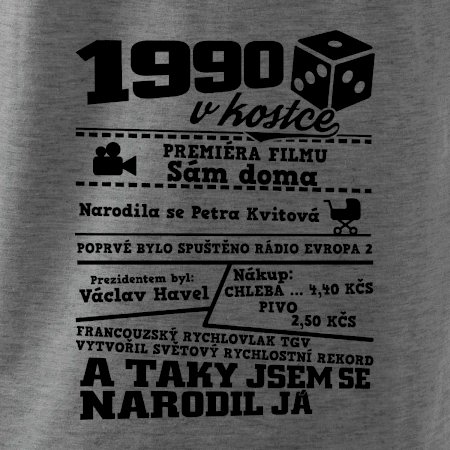 1990
v kostce
PREMIÉRA FILMU
Sám doma
Narodila se Petra Kvitová
POPRVÉ BYLO SPUŠTĚNO RÁDIO EVROPA 2
Prezidentem byl:
Václav Havel
Nákup:
CHLEBA ... 4,40 KČS
PIVO
2,50 KČS
FRANCOUZSKÝ RYCHLOVLAK TGV
VYTVOŘIL SVĚTOVÝ RYCHLOSTNÍ REKORD
A TAKY JSEM SE
NARODIL JÁ